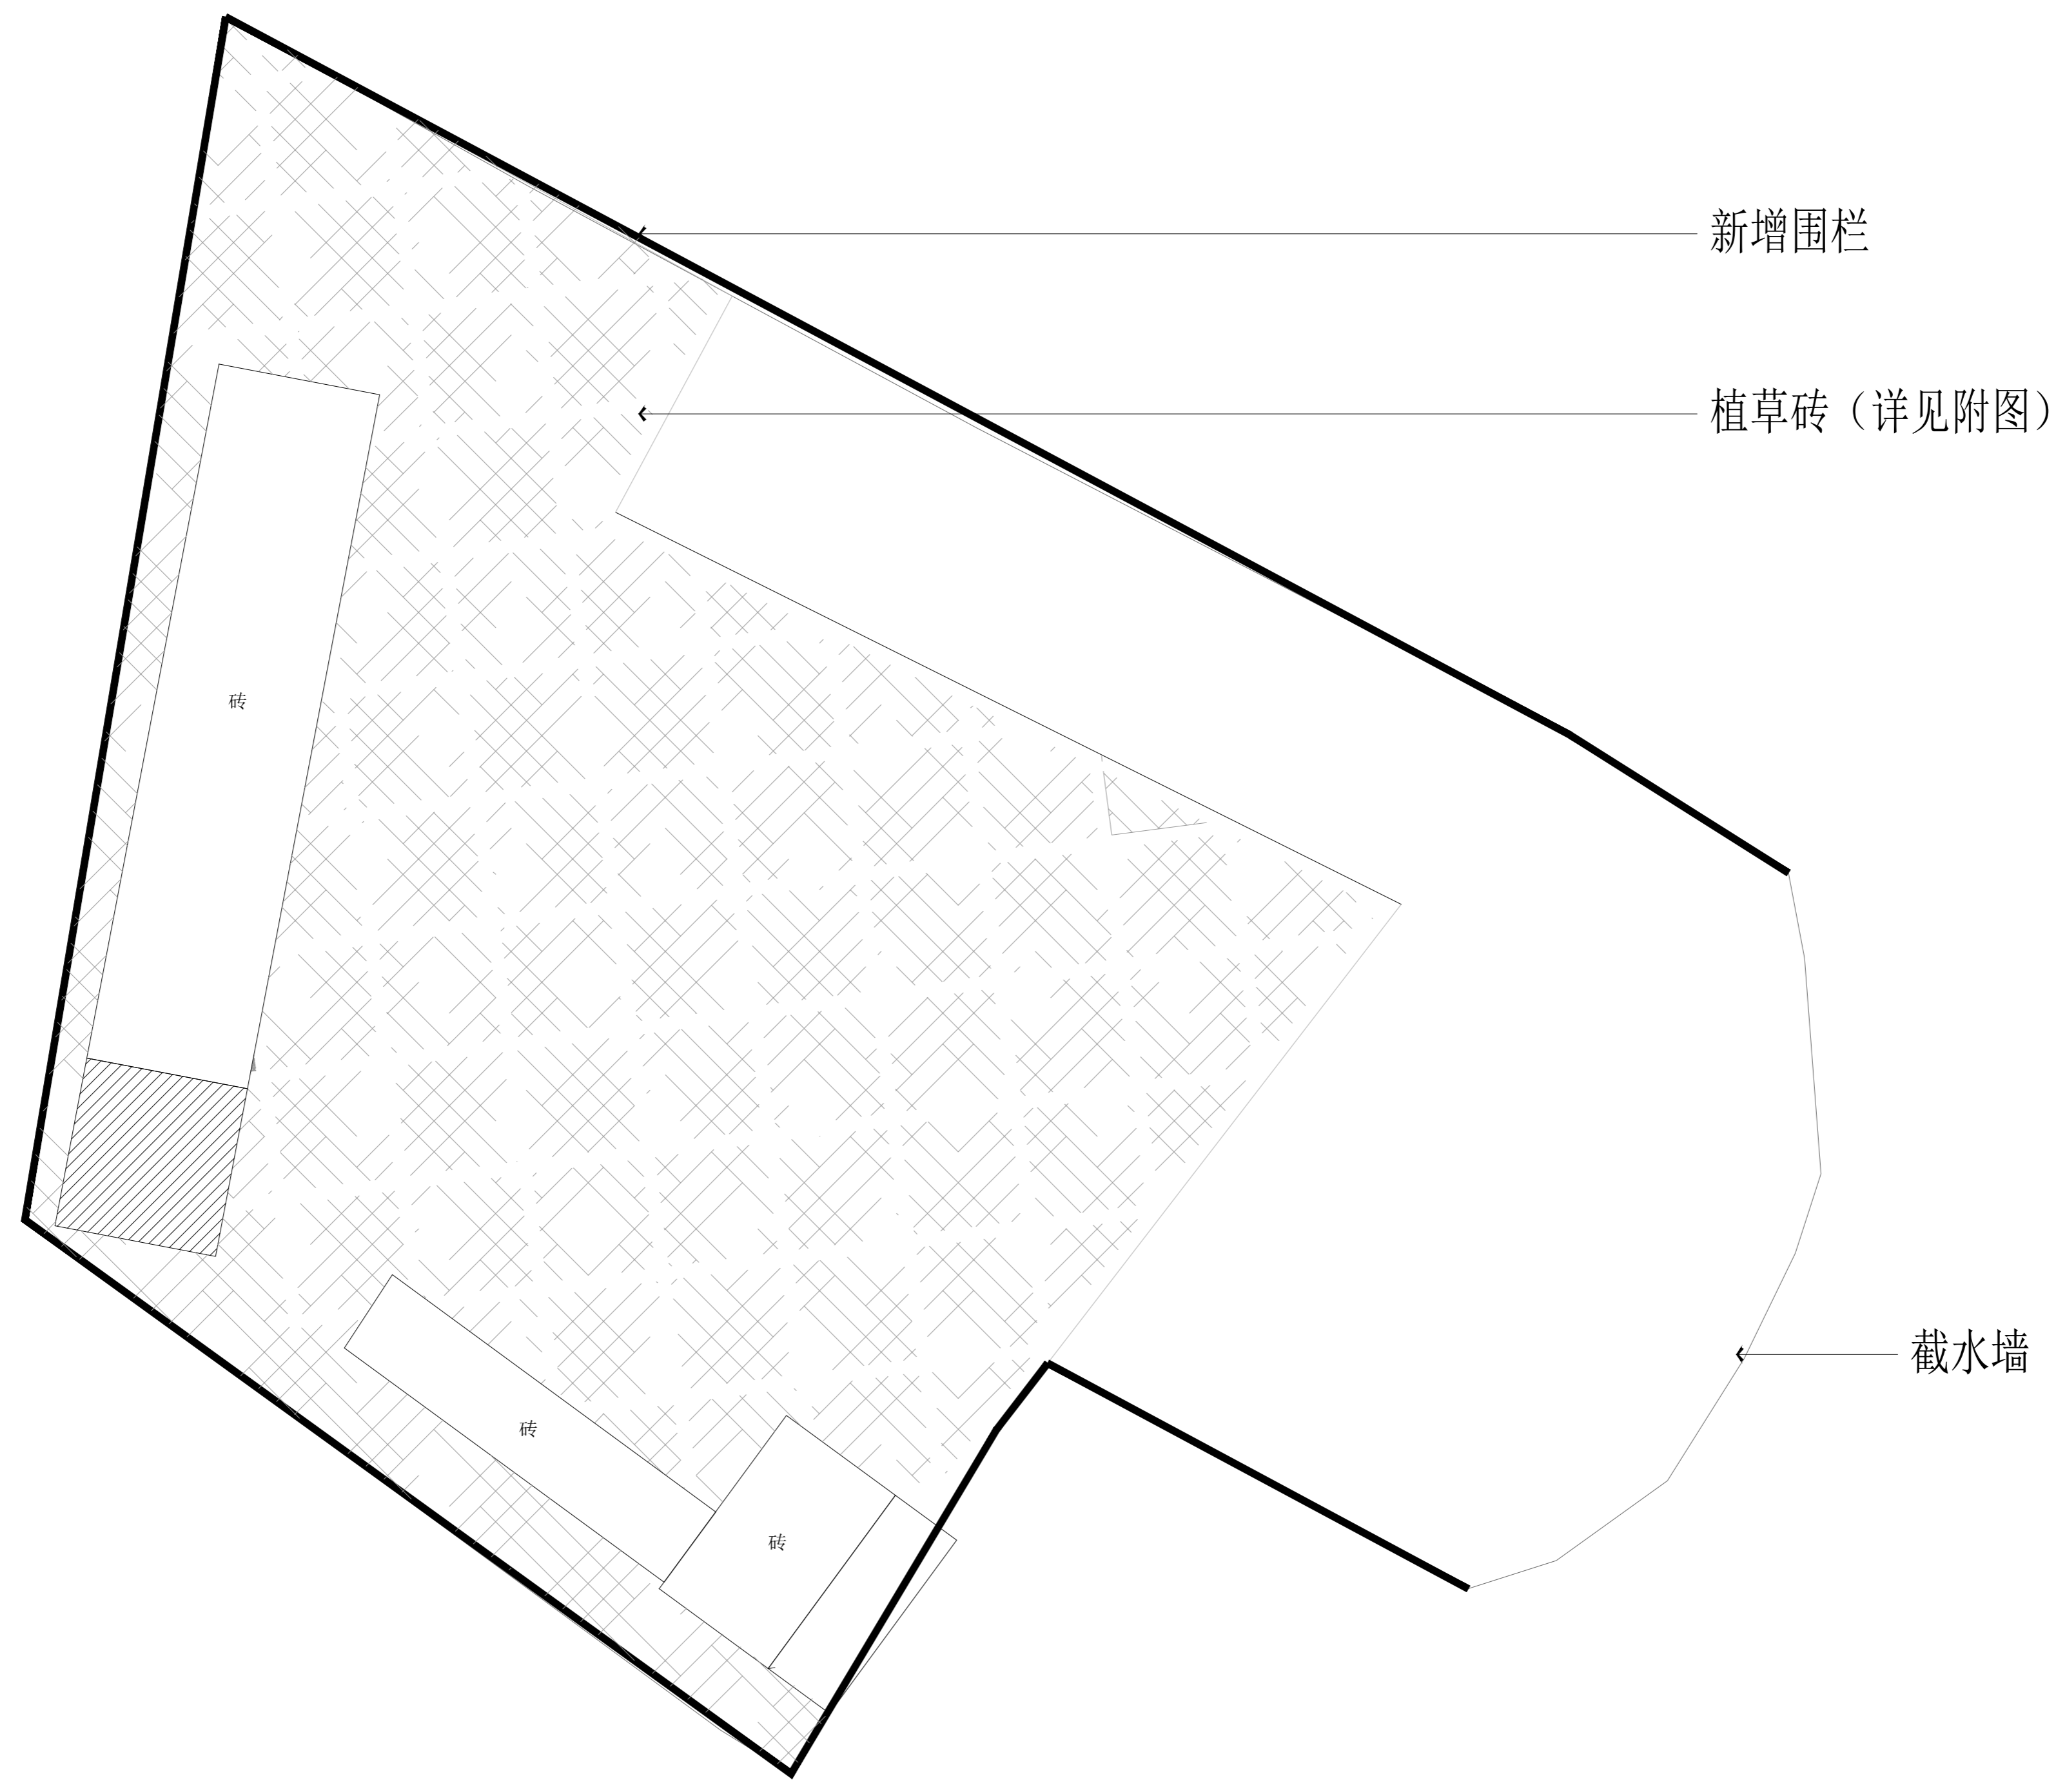 新增围栏
植草砖（详见附图）
砖
截水墙
砖
砖